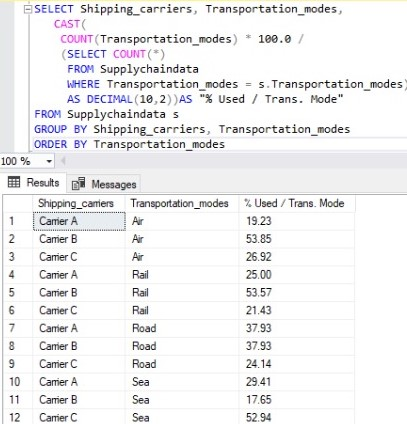 SELECT Shipping_carriers, Transportation_modes,
CAST(
COUNT(Transportation_modes) * 100.0 /
(SELECT COUNT(*)
FROM Supplychaindata
WHERE Transportation_modes = s.Transportation_modes)
AS DECIMAL(10,2))AS "% Used / Trans. Mode"
FROM Supplychaindata s
GROUP BY Shipping_carriers, Transportation_modes
ORDER BY Transportation_modes
100 %
Results Messages
Shipping_carriers Transportation_modes % Used / Trans. Mode
1 Carrier A Air 19.23
2 Carrier B Air 53.85
3 Carrier C Air 26.92
4 Carrier A Rail 25.00
5 Carrier B Rail 53.57
6 Carrier C Rail 21.43
7 Carrier A Road 37.93
8 Carrier B Road 37.93
9 Carrier C Road 24.14
10 Carrier A Sea 29.41
11 Carrier B Sea 17.65
12 Carrier C Sea 52.94